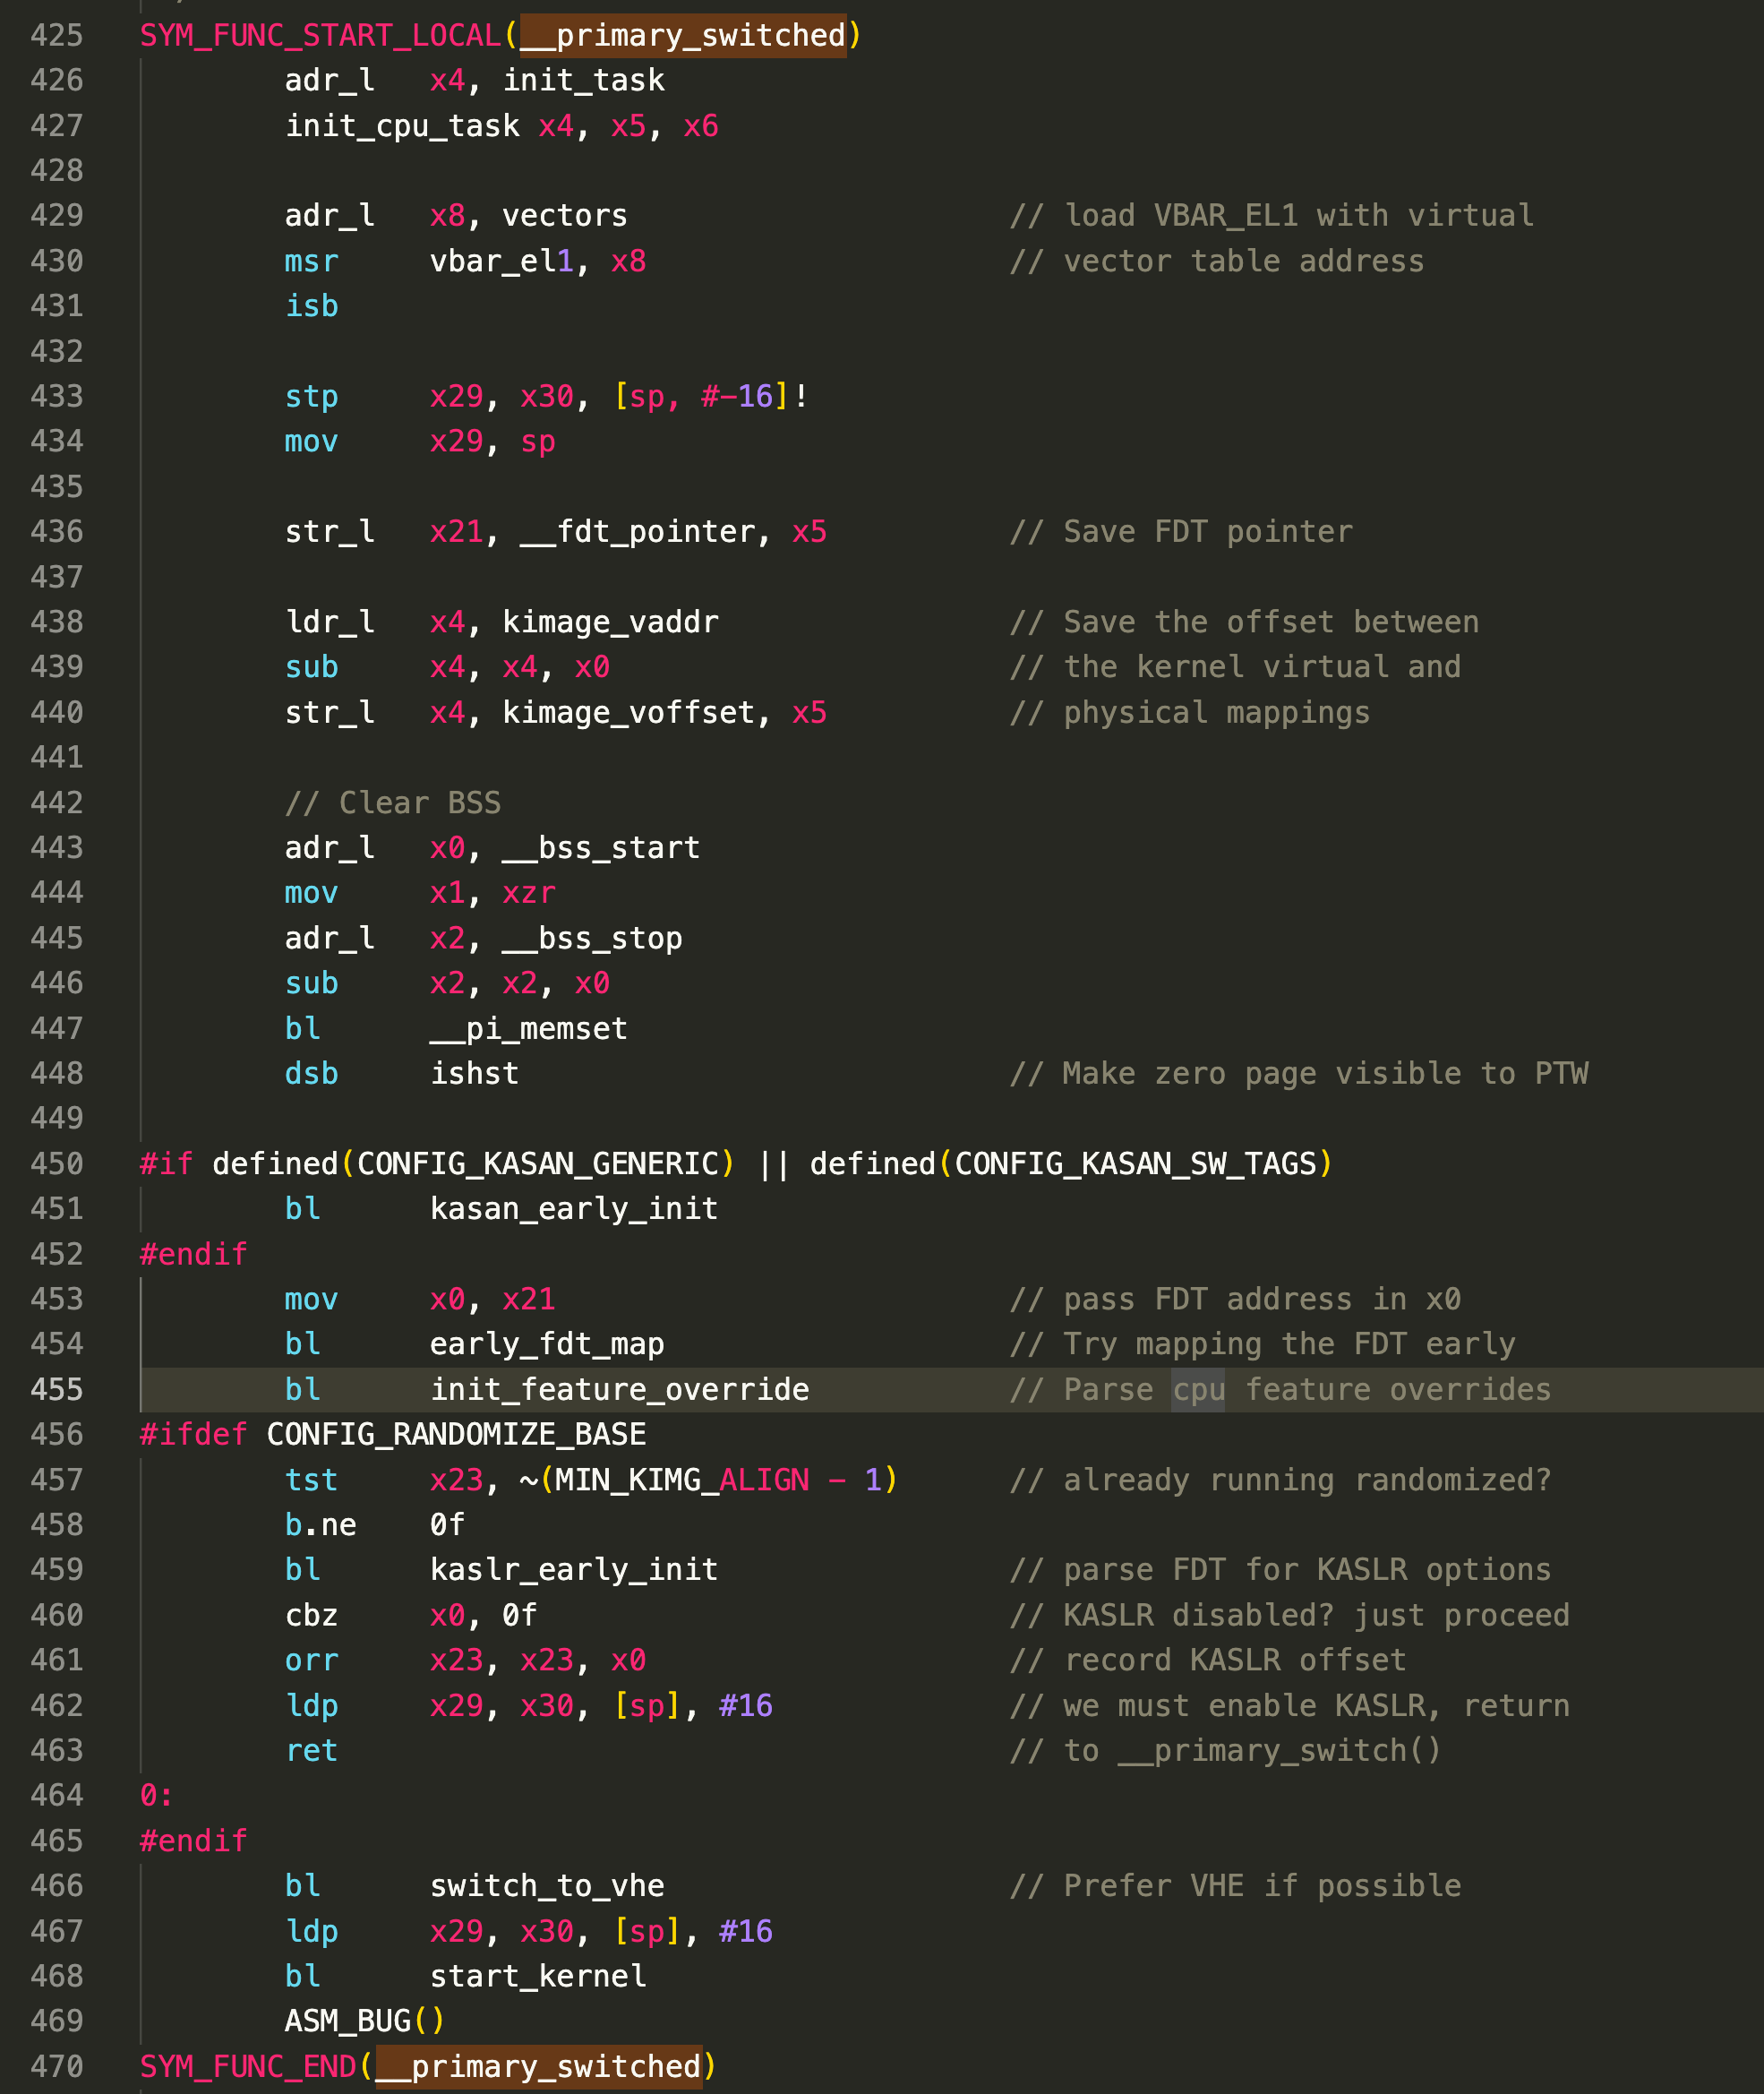 425 SYM_FUNC_START_LOCAL(__primary_switched)
426 adr_l x4, init_task
427 init_cpu_task x4, x5, x6
428
429 adr_l x8, vectors // load VBAR_EL1 with virtual
430 msr vbar_el1, x8 // vector table address
431 isb
432
433 stp x29, x30, [sp, #-16]!
434 mov x29, sp
435
436 str_l x21, __fdt_pointer, x5 // Save FDT pointer
437
438 ldr_l x4, kimage_vaddr // Save the offset between
439 sub x4, x4, x0 // the kernel virtual and
440 str_l x4, kimage_voffset, x5 // physical mappings
441
442 // Clear BSS
443 adr_l x0, __bss_start
444 mov x1, xzr
445 adr_l x2, __bss_stop
446 sub x2, x2, x0
447 bl __pi_memset
448 dsb ishst // Make zero page visible to PTW
449
450 #if defined(CONFIG_KASAN_GENERIC) || defined(CONFIG_KASAN_SW_TAGS)
451 bl kasan_early_init
452 #endif
453 mov x0, x21 // pass FDT address in x0
454 bl early_fdt_map // Try mapping the FDT early
455 bl init_feature_override // Parse cpu feature overrides
456 #ifdef CONFIG_RANDOMIZE_BASE
457 tst x23, ~(MIN_KIMG_ALIGN - 1) // already running randomized?
458 b.ne 0f
459 bl kaslr_early_init // parse FDT for KASLR options
460 cbz x0, 0f // KASLR disabled? just proceed
461 orr x23, x23, x0 // record KASLR offset
462 ldp x29, x30, [sp], #16 // we must enable KASLR, return
463 ret // to __primary_switch()
464 0:
465 #endif
466 bl switch_to_vhe // Prefer VHE if possible
467 ldp x29, x30, [sp], #16
468 bl start_kernel
469 ASM_BUG()
470 SYM_FUNC_END(__primary_switched)